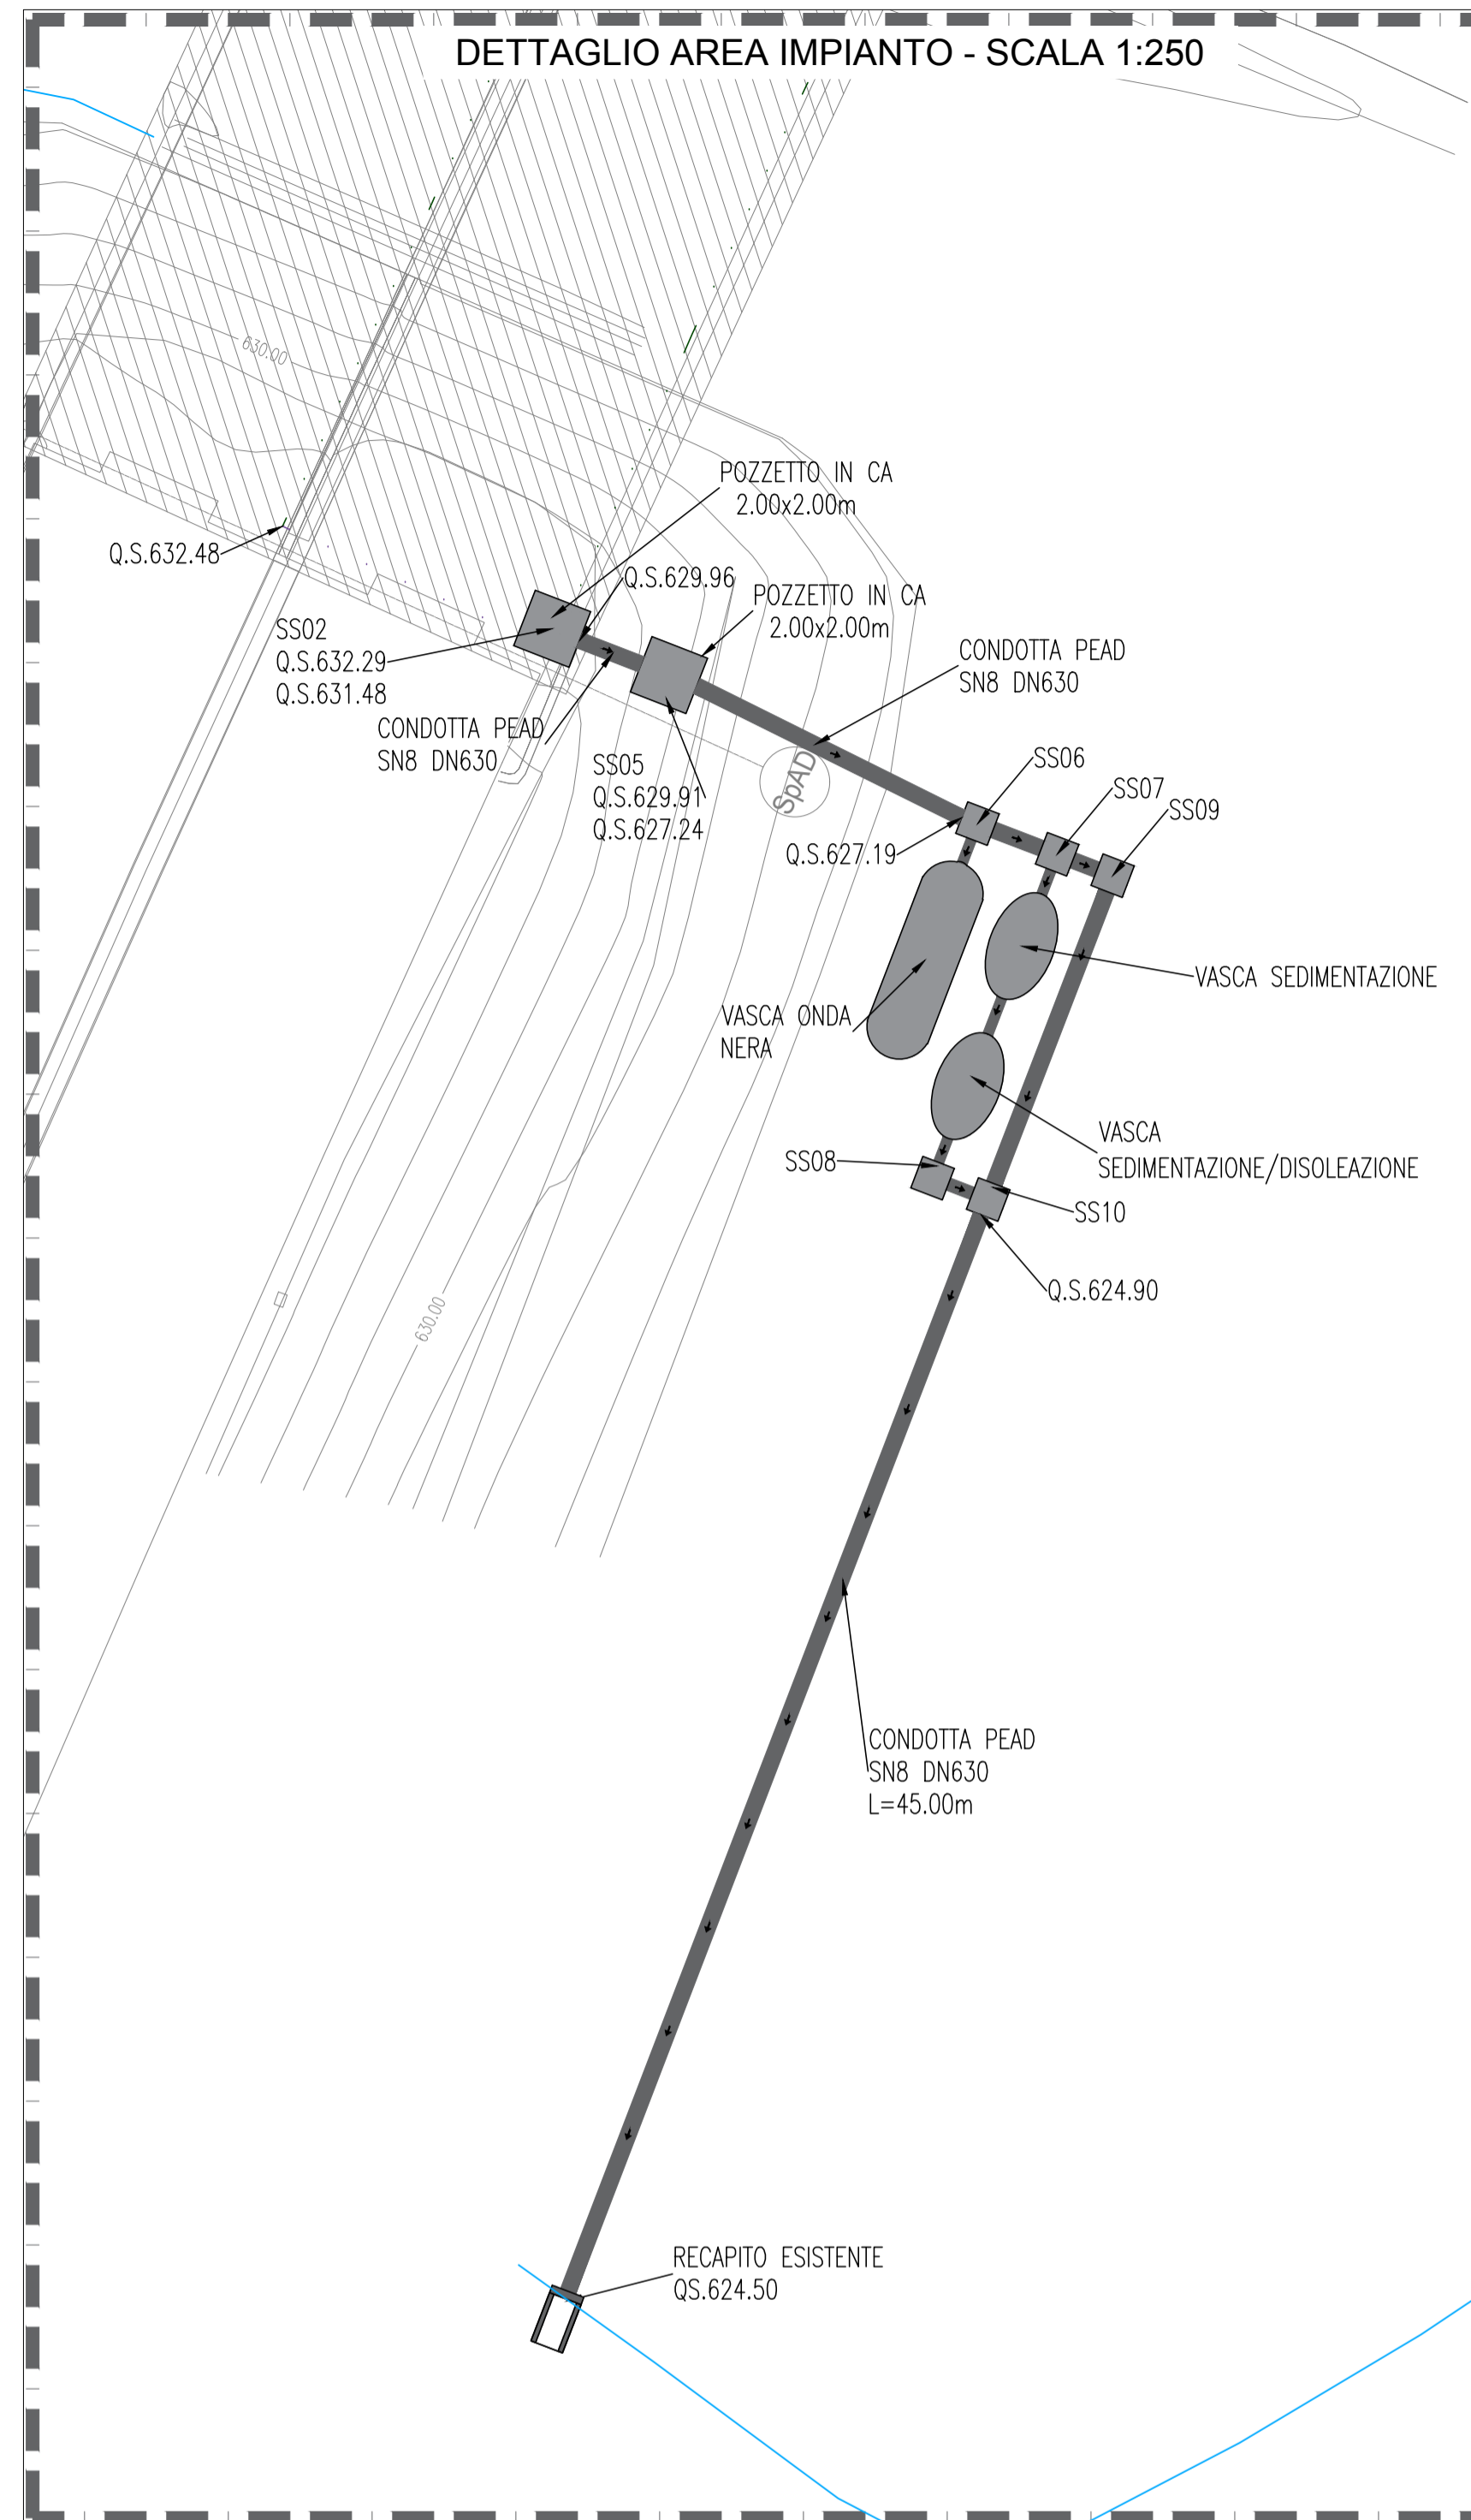 DETTAGLIO AREA IMPIANTO - SCALA 1:250
630.00
POZZETTO IN CA
2.00x2.00m
Q.S.632.48
Q.S.629.96
POZZETTO IN CA
2.00x2.00m
SS02
Q.S.632.29
Q.S.631.48
CONDOTTA PEAD
SN8 DN630
CONDOTTA PEAD
SN8 DN630
SS05
Q.S.629.91
Q.S.627.24
SpAD
SS06
SS07
SS09
Q.S.627.19
VASCA SEDIMENTAZIONE
VASCA ONDA
NERA
VASCA
SEDIMENTAZIONE/DISOLEAZIONE
SS08
SS10
Q.S.624.90
630.00
CONDOTTA PEAD
SN8 DN630
L=45.00m
RECAPITO ESISTENTE
QS.624.50